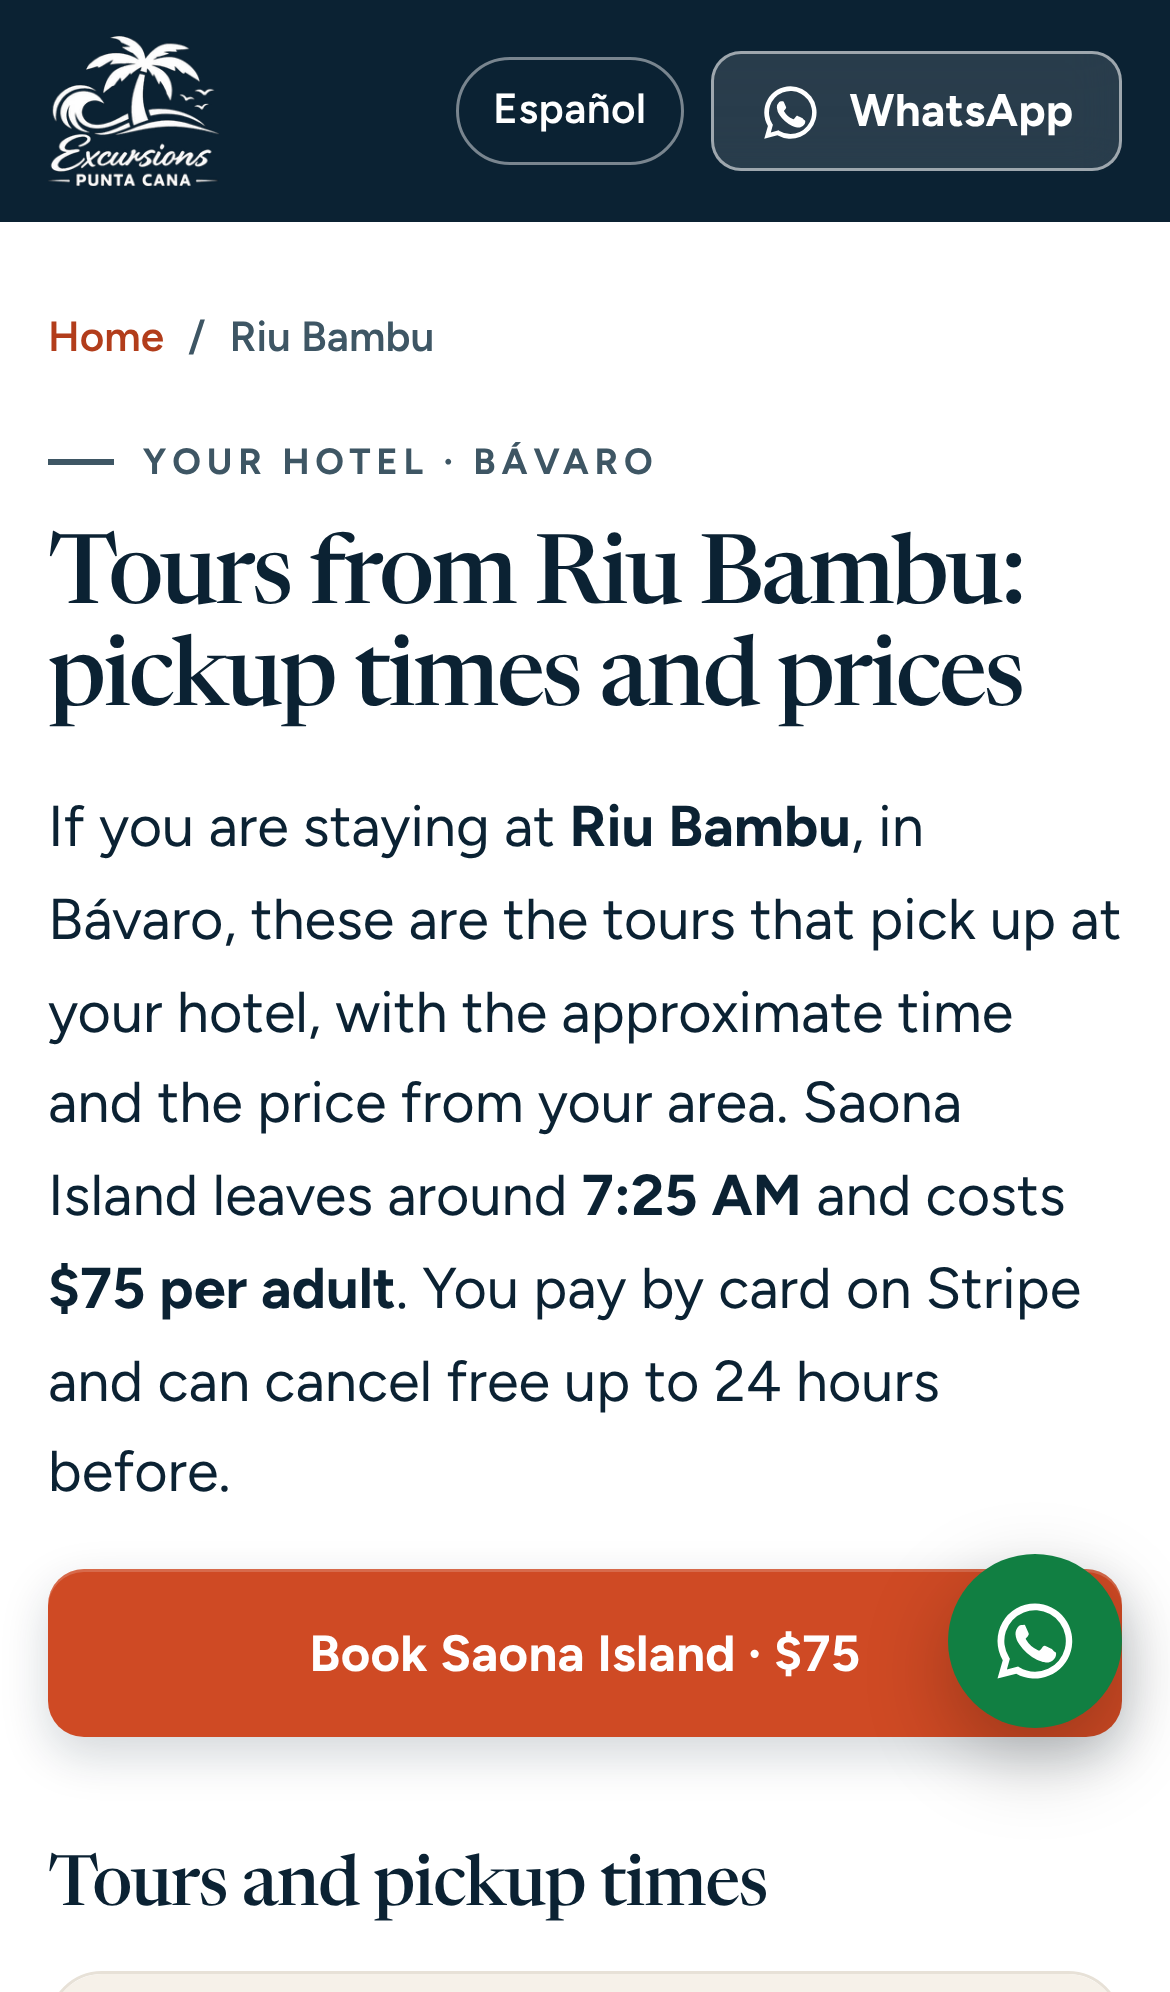 Excursions
PUNTA CANA
Español
WhatsApp
Home / Riu Bambu
YOUR HOTEL · BÁVARO
Tours from Riu Bambu:
pickup times and prices
If you are staying at Riu Bambu, in
Bávaro, these are the tours that pick up at
your hotel, with the approximate time
and the price from your area. Saona
Island leaves around 7:25 AM and costs
$75 per adult. You pay by card on Stripe
and can cancel free up to 24 hours
before.
Book Saona Island · $75
Tours and pickup times